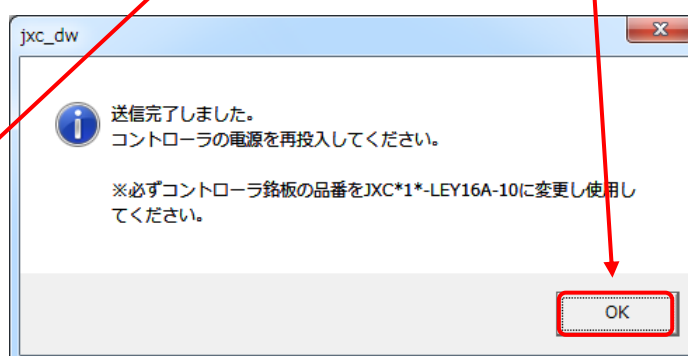 jxc_dw
送信完了しました。
コントローラの電源を再投入してください。
※必ずコントローラ銘板の品番をJXC*1*-LEY16A-10に変更し使用し
てください。
OK